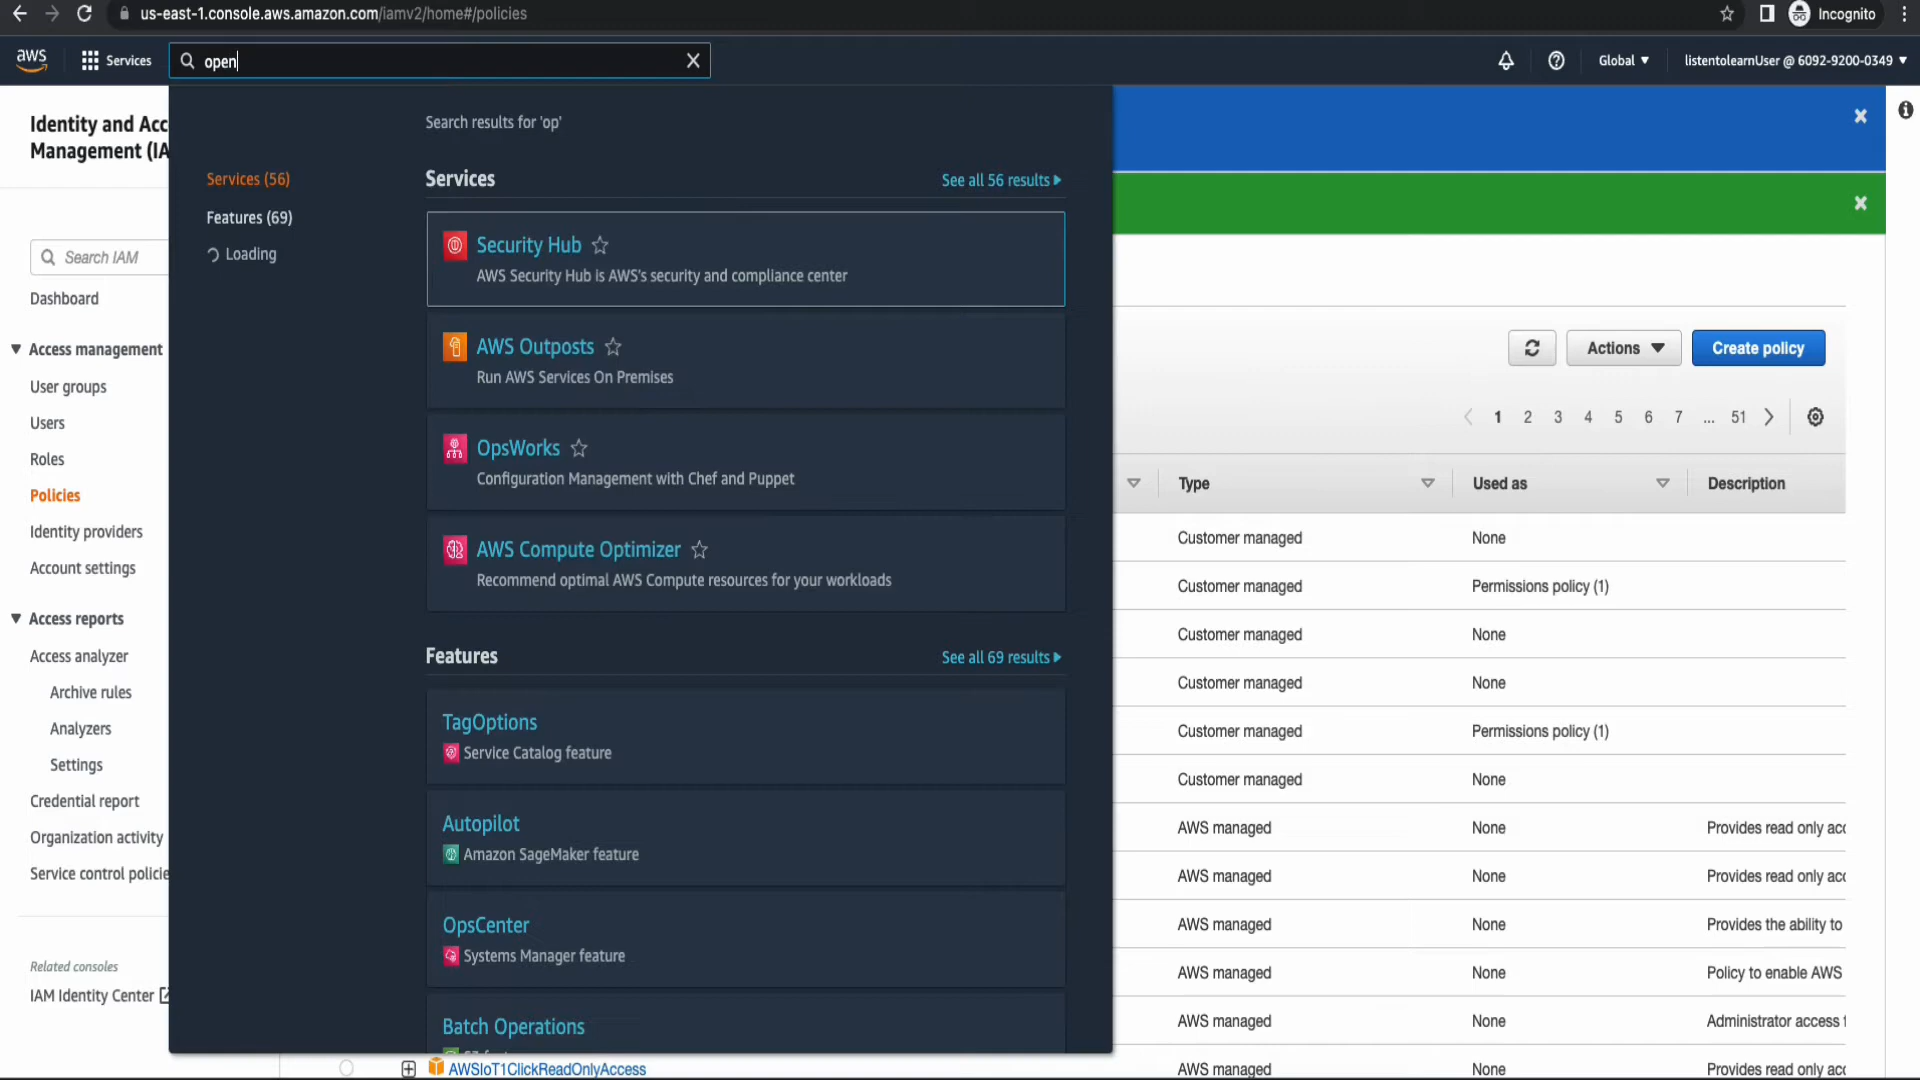 us-east-1.console.aws.amazon.com/iamv2/home#/policies
Incognito
aws
Services
open
Global
listentolearnUser @ 6092-9200-0349
Identity and Acc
Management (IA
Search IAM
Dashboard
Access management
User groups
Users
Roles
Policies
Identity providers
Account settings
Access reports
Access analyzer
Archive rules
Analyzers
Settings
Credential report
Organization activity
Service control policie
Related consoles
IAM Identity Center
Search results for 'op'
Services (56)
Features (69)
Loading
Services
See all 56 results
Security Hub
AWS Security Hub is AWS's security and compliance center
AWS Outposts
Run AWS Services On Premises
OpsWorks
Configuration Management with Chef and Puppet
AWS Compute Optimizer
Recommend optimal AWS Compute resources for your workloads
Features
See all 69 results
TagOptions
Service Catalog feature
Autopilot
Amazon SageMaker feature
OpsCenter
Systems Manager feature
Batch Operations
AWSIoT1ClickReadOnlyAccess
Actions
Create policy
1 2 3 4 5 6 7 ... 51
Type Used as Description
Customer managed None
Customer managed Permissions policy (1)
Customer managed None
Customer managed None
Customer managed Permissions policy (1)
Customer managed None
AWS managed None Provides read only acc
AWS managed None Provides read only acc
AWS managed None Provides the ability to
AWS managed None Policy to enable AWS
AWS managed None Administrator access f
AWS managed None Provides read only acc